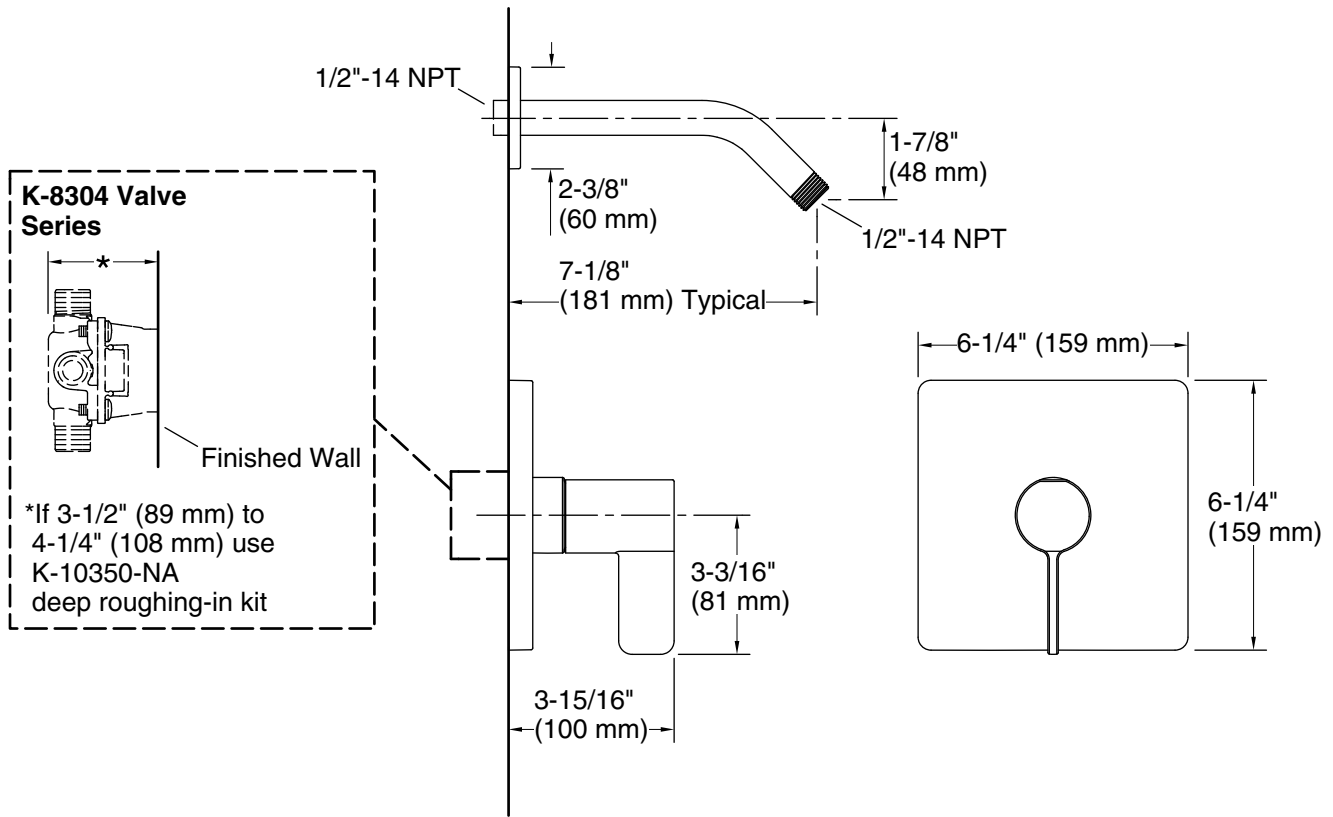 1/2"-14 NPT
1-7/8"
(48 mm)
2-3/8"
(60 mm)
1/2"-14 NPT
7-1/8"
(181 mm) Typical
K-8304 Valve
Series
*
Finished Wall
*If 3-1/2" (89 mm) to
4-1/4" (108 mm) use
K-10350-NA
deep roughing-in kit
3-3/16"
(81 mm)
3-15/16"
(100 mm)
6-1/4" (159 mm)
6-1/4"
(159 mm)